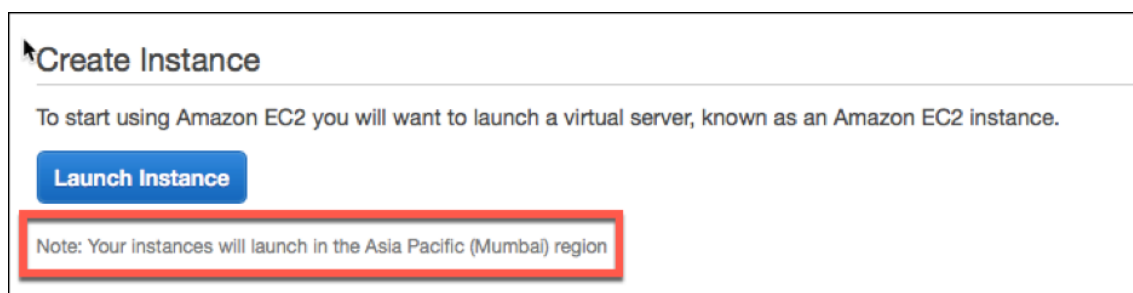 Create Instance
To start using Amazon EC2 you will want to launch a virtual server, known as an Amazon EC2 instance.
Launch Instance
Note: Your instances will launch in the Asia Pacific (Mumbai) region